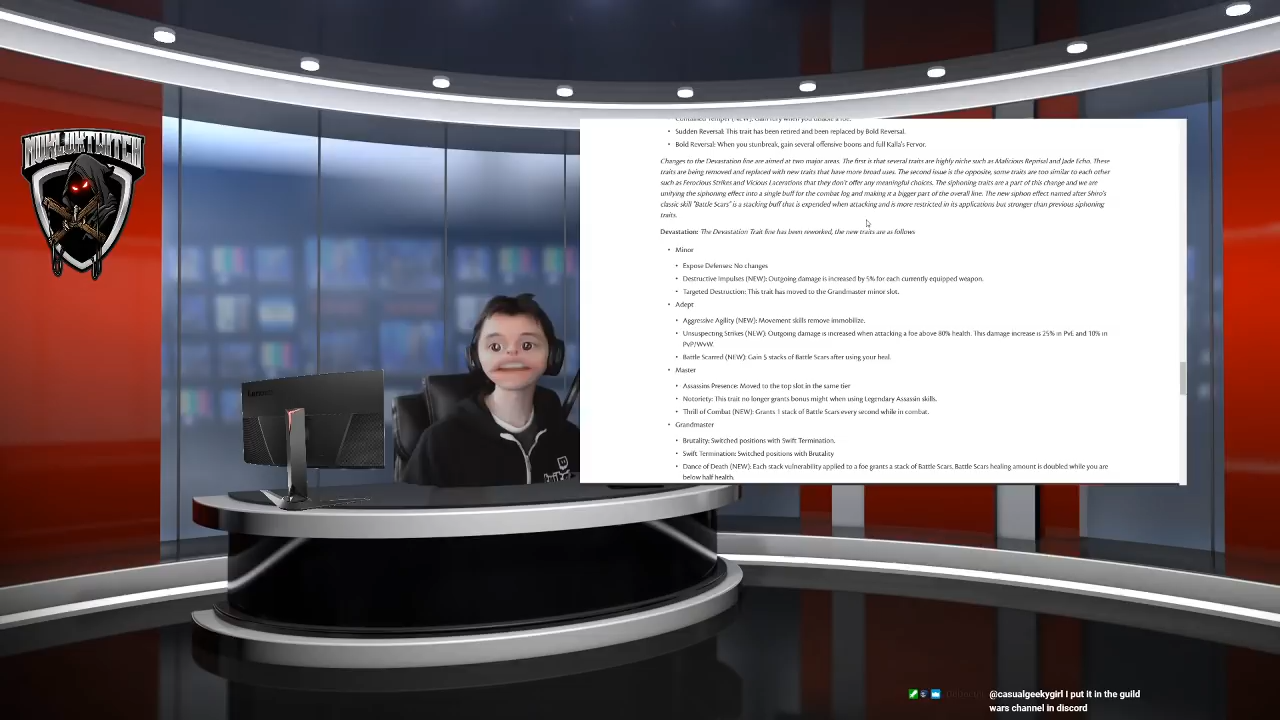 MUKLUKTWITCH
Lenovo
Contained Temper (NEW): Gain fury when you disable a foe.
Sudden Reversal: This trait has been retired and been replaced by Bold Reversal.
Bold Reversal: When you stunbreak, gain several offensive boons and full Kalla's Fervor.
Changes to the Devastation line are aimed at two major areas. The first is that several traits are highly niche such as Malicious Reprisal and Jade Echo. These
traits are being removed and replaced with new traits that have more broad uses. The second issue is the opposite, some traits are too similar to each other
such as Ferocious Strikes and Vicious Lacerations that they don't offer any meaningful choices. The siphoning traits are a part of this change and we are
unifying the siphoning effect into a single buff for the combat log and making it a bigger part of the overall line. The new siphon effect named after Shiro's
classic skill "Battle Scars" is a stacking buff that is expended when attacking and is more restricted in its applications but stronger than previous siphoning
traits.
Devastation: The Devastation Trait line has been reworked, the new traits are as follows
• Minor
• Expose Defenses: No changes
• Destructive Impulses (NEW): Outgoing damage is increased by 5% for each currently equipped weapon.
• Targeted Destruction: This trait has moved to the Grandmaster minor slot.
• Adept
• Aggressive Agility (NEW): Movement skills remove immobilize.
• Unsuspecting Strikes (NEW): Outgoing damage is increased when attacking a foe above 80% health. This damage increase is 25% in PvE and 10% in
PvP/WvW.
• Battle Scarred (NEW): Gain 5 stacks of Battle Scars after using your heal.
• Master
• Assassins Presence: Moved to the top slot in the same tier
• Notoriety: This trait no longer grants bonus might when using Legendary Assassin skills.
• Thrill of Combat (NEW): Grants 1 stack of Battle Scars every second while in combat.
• Grandmaster
• Brutality: Switched positions with Swift Termination.
• Swift Termination: Switched positions with Brutality
• Dance of Death (NEW): Each stack vulnerability applied to a foe grants a stack of Battle Scars. Battle Scars healing amount is doubled while you are
below half health.
@casualgeekygirl I put it in the guild
wars channel in discord